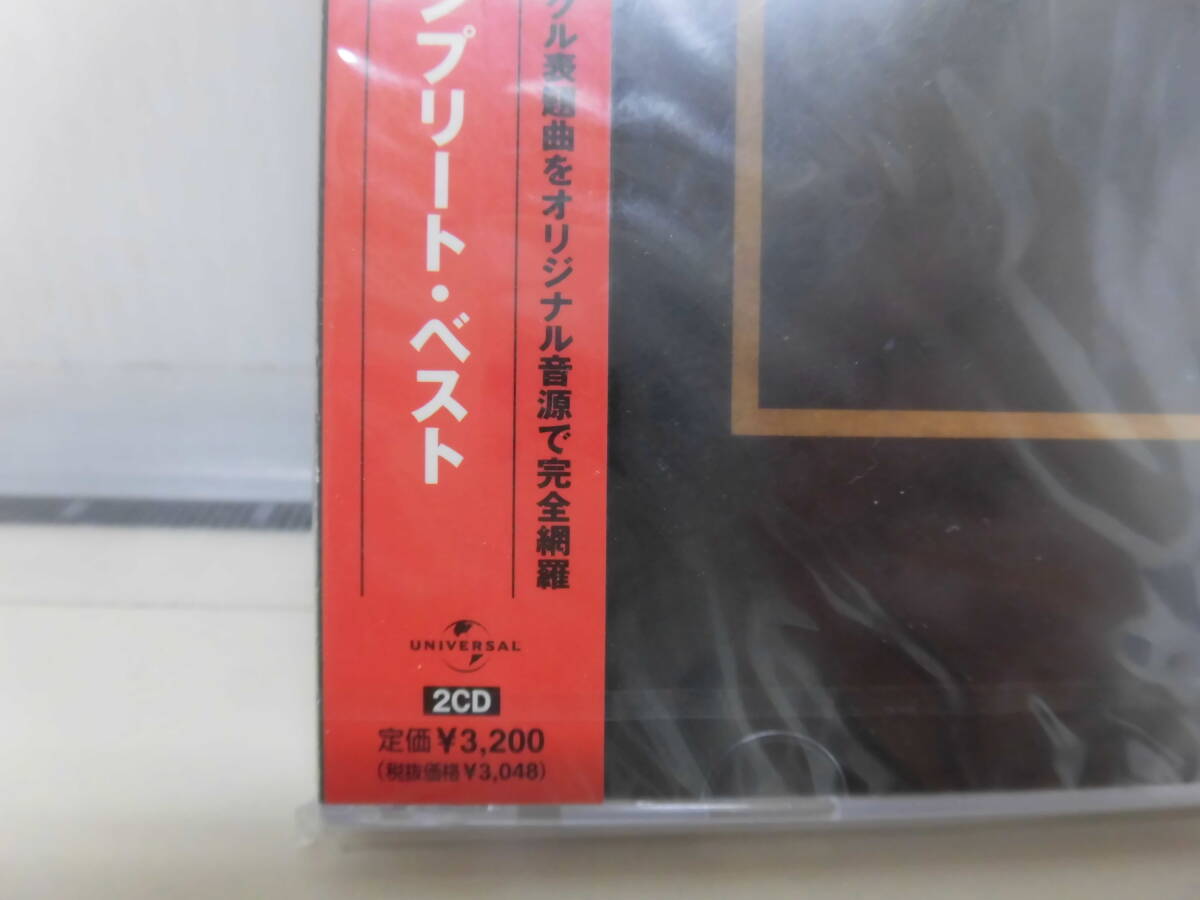 ンプリート・ベスト
グル表題曲をオリジナル音源で完全網羅
UNIVERSAL
2CD
定価¥3,200
(税抜価格¥3,048)